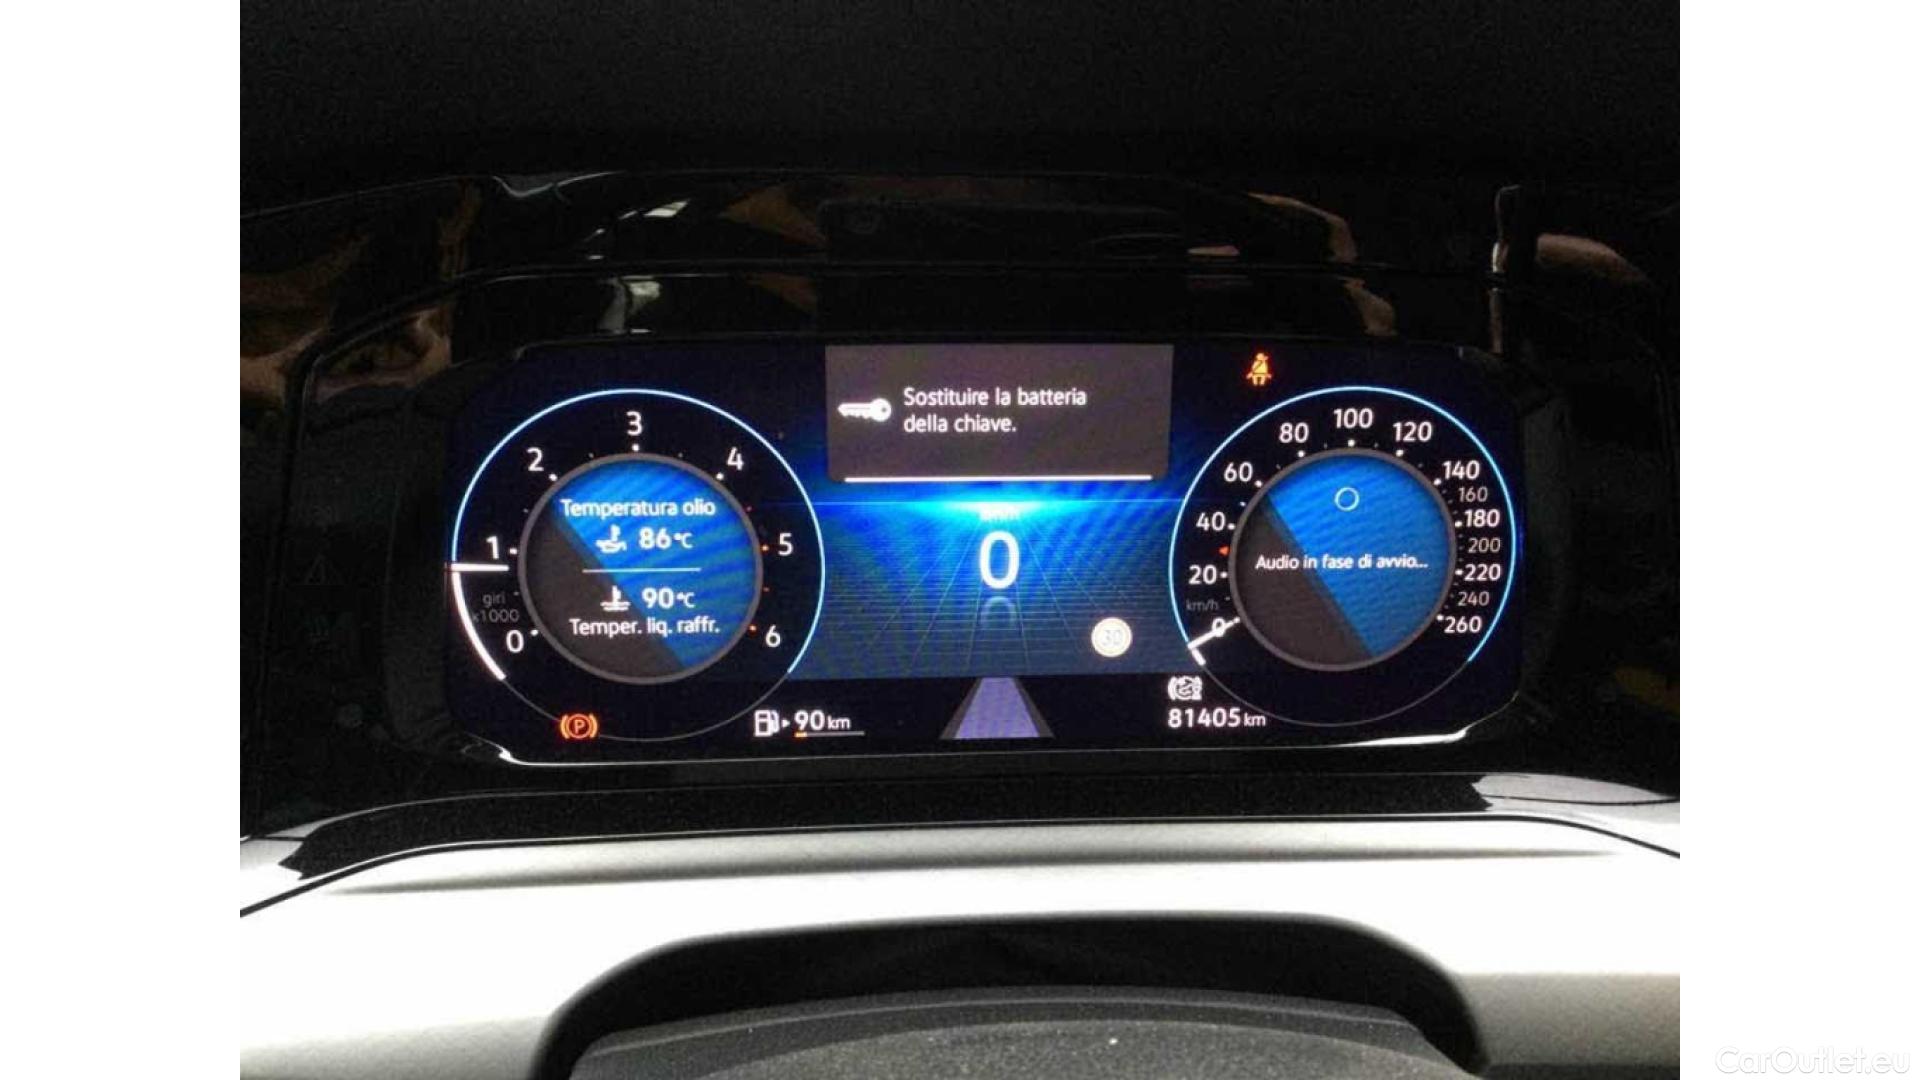 Sostituire la batteria
della chiave.
3
2
4
1
5
giri
x1000
0
6
Temperatura olio
86°C
90°C
Temper. liq. raffr.
km/h
0
30
100
80
120
60
140
160
40
180
200
20
220
km/h
240
0
260
Audio in fase di avvio...
P
90 km
81405 km
CarOutlet.eu